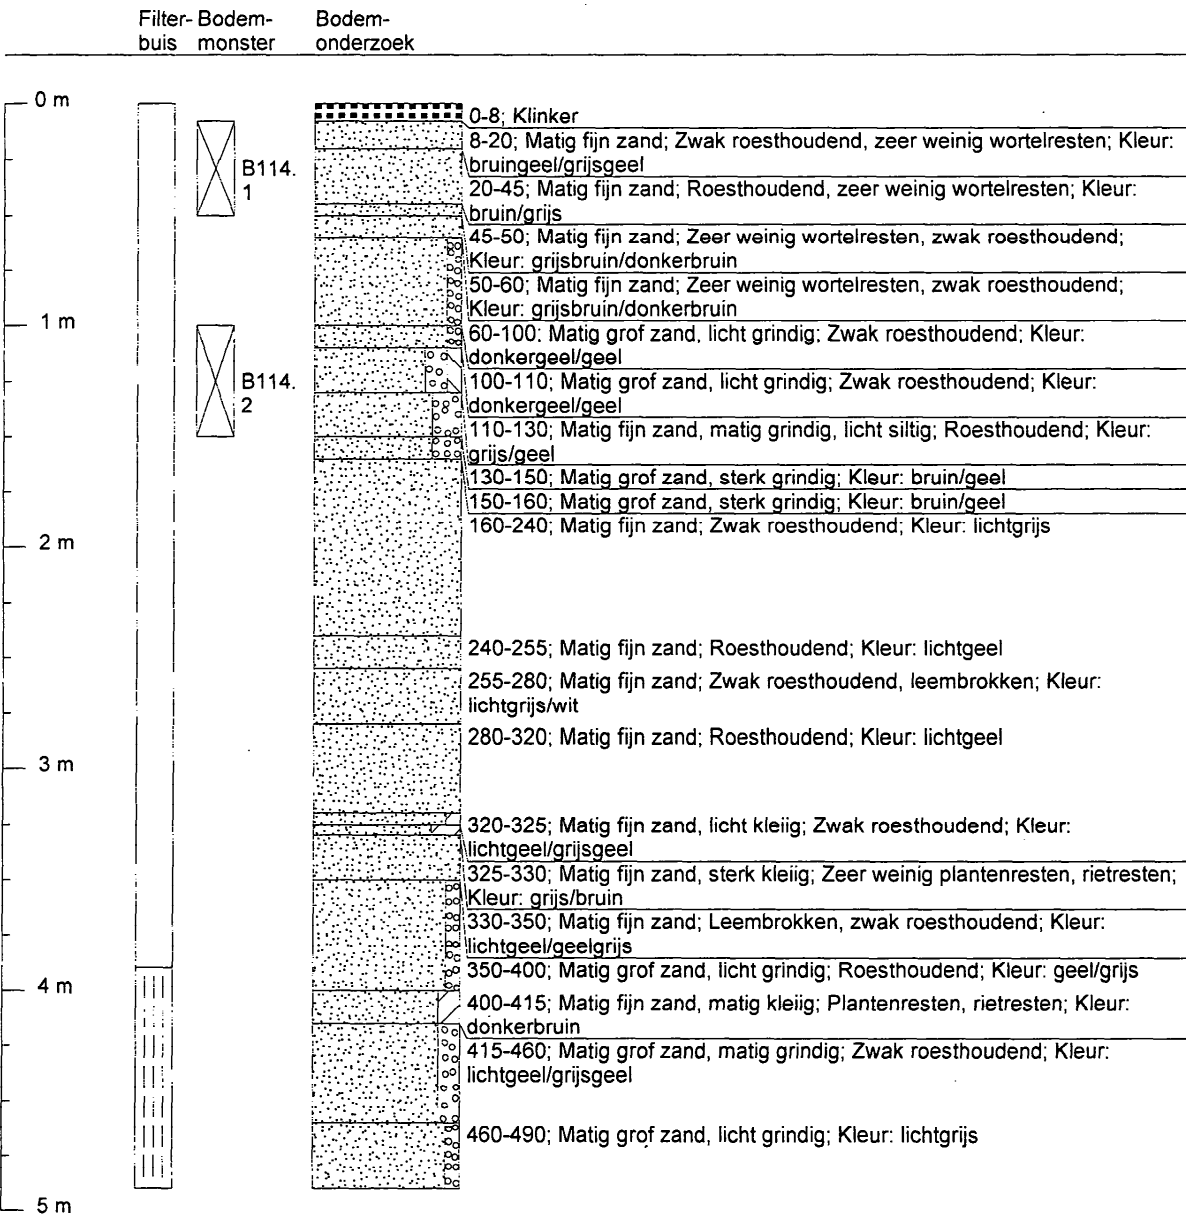 Filter- Bodem- Bodem-
buis monster onderzoek
0 m
0-8; Klinker
8-20; Matig fijn zand; Zwak roesthoudend, zeer weinig wortelresten; Kleur:
bruingeel/grijsgeel
B114.
1
20-45; Matig fijn zand; Roesthoudend, zeer weinig wortelresten; Kleur:
bruin/grijs
45-50; Matig fijn zand; Zeer weinig wortelresten, zwak roesthoudend;
Kleur: grijsbruin/donkerbruin
50-60; Matig fijn zand; Zeer weinig wortelresten, zwak roesthoudend;
Kleur: grijsbruin/donkerbruin
1 m
60-100: Matig grof zand, licht grindig; Zwak roesthoudend; Kleur:
donkergeel/geel
B114.
2
100-110; Matig grof zand, licht grindig; Zwak roesthoudend; Kleur:
donkergeel/geel
110-130; Matig fijn zand, matig grindig, licht siltig; Roesthoudend; Kleur:
grijs/geel
130-150; Matig grof zand, sterk grindig; Kleur: bruin/geel
150-160; Matig grof zand, sterk grindig; Kleur: bruin/geel
160-240; Matig fijn zand; Zwak roesthoudend; Kleur: lichtgrijs
2 m
240-255; Matig fijn zand; Roesthoudend; Kleur: lichtgeel
255-280; Matig fijn zand; Zwak roesthoudend, leembrokken; Kleur:
lichtgrijs/wit
280-320; Matig fijn zand; Roesthoudend; Kleur: lichtgeel
3 m
320-325; Matig fijn zand, licht kleiig; Zwak roesthoudend; Kleur:
lichtgeel/grijsgeel
325-330; Matig fijn zand, sterk kleiig; Zeer weinig plantenresten, rietresten;
Kleur: grijs/bruin
330-350; Matig fijn zand; Leembrokken, zwak roesthoudend; Kleur:
lichtgeel/geelgrijs
350-400; Matig grof zand, licht grindig; Roesthoudend; Kleur: geel/grijs
4 m
400-415; Matig fijn zand, matig kleiig; Plantenresten, rietresten; Kleur:
donkerbruin
415-460; Matig grof zand, matig grindig; Zwak roesthoudend; Kleur:
lichtgeel/grijsgeel
460-490; Matig grof zand, licht grindig; Kleur: lichtgrijs
5 m